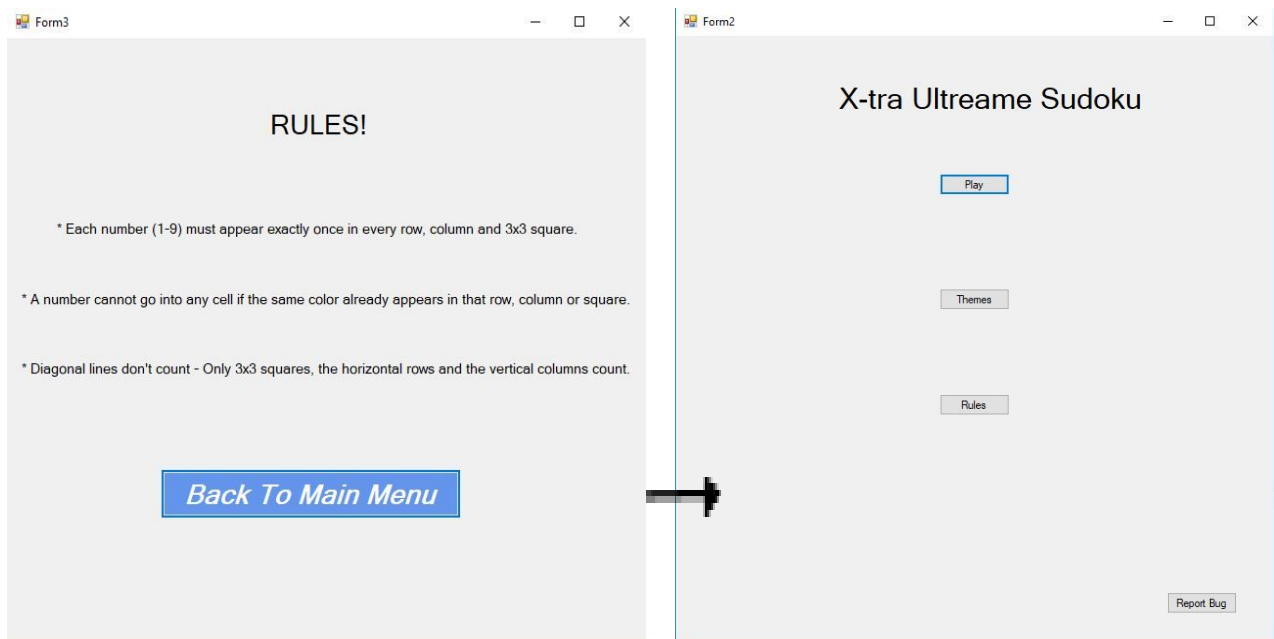 Form3
RULES!
* Each number (1-9) must appear exactly once in every row, column and 3x3 square.
* A number cannot go into any cell if the same color already appears in that row, column or square.
* Diagonal lines don't count - Only 3x3 squares, the horizontal rows and the vertical columns count.
Back To Main Menu
Form2
X-tra Ultreame Sudoku
Play
Themes
Rules
Report Bug